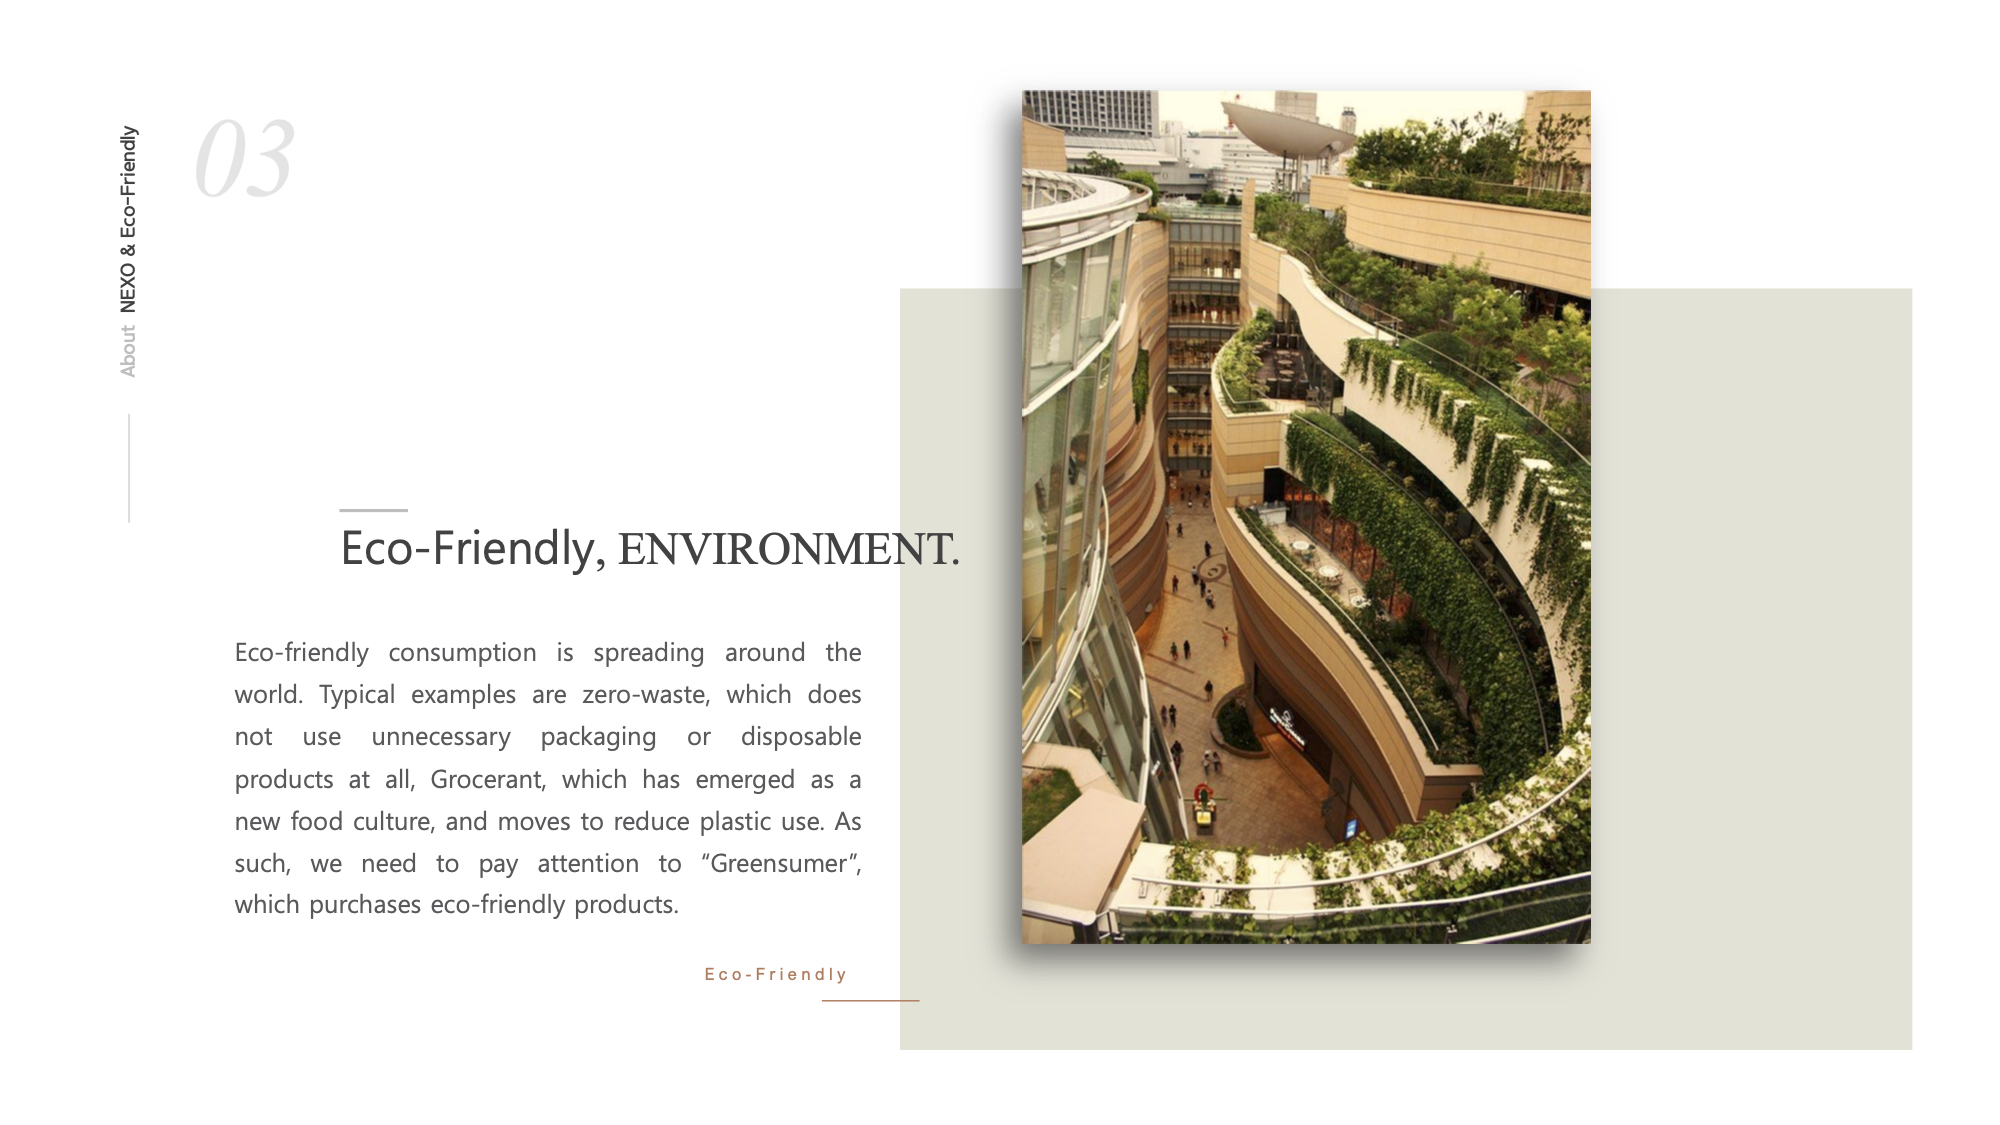 03
About NEXO & Eco-Friendly
Eco-Friendly, ENVIRONMENT.
Eco-friendly consumption is spreading around the
world. Typical examples are zero-waste, which does
not use unnecessary packaging or disposable
products at all, Grocerant, which has emerged as a
new food culture, and moves to reduce plastic use. As
such, we need to pay attention to “Greensumer”,
which purchases eco-friendly products.
Eco-Friendly